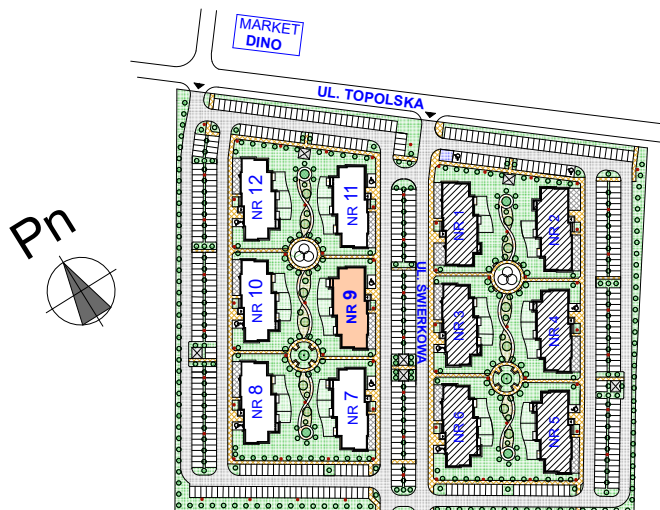 MARKET
DINO
UL. TOPOLSKA
NR 12
NR 11
NR 1
NR 2
Pn
UL. ŚWIERKOWA
NR 10
NR 9
NR 3
NR 4
NR 8
NR 7
NR 6
NR 5